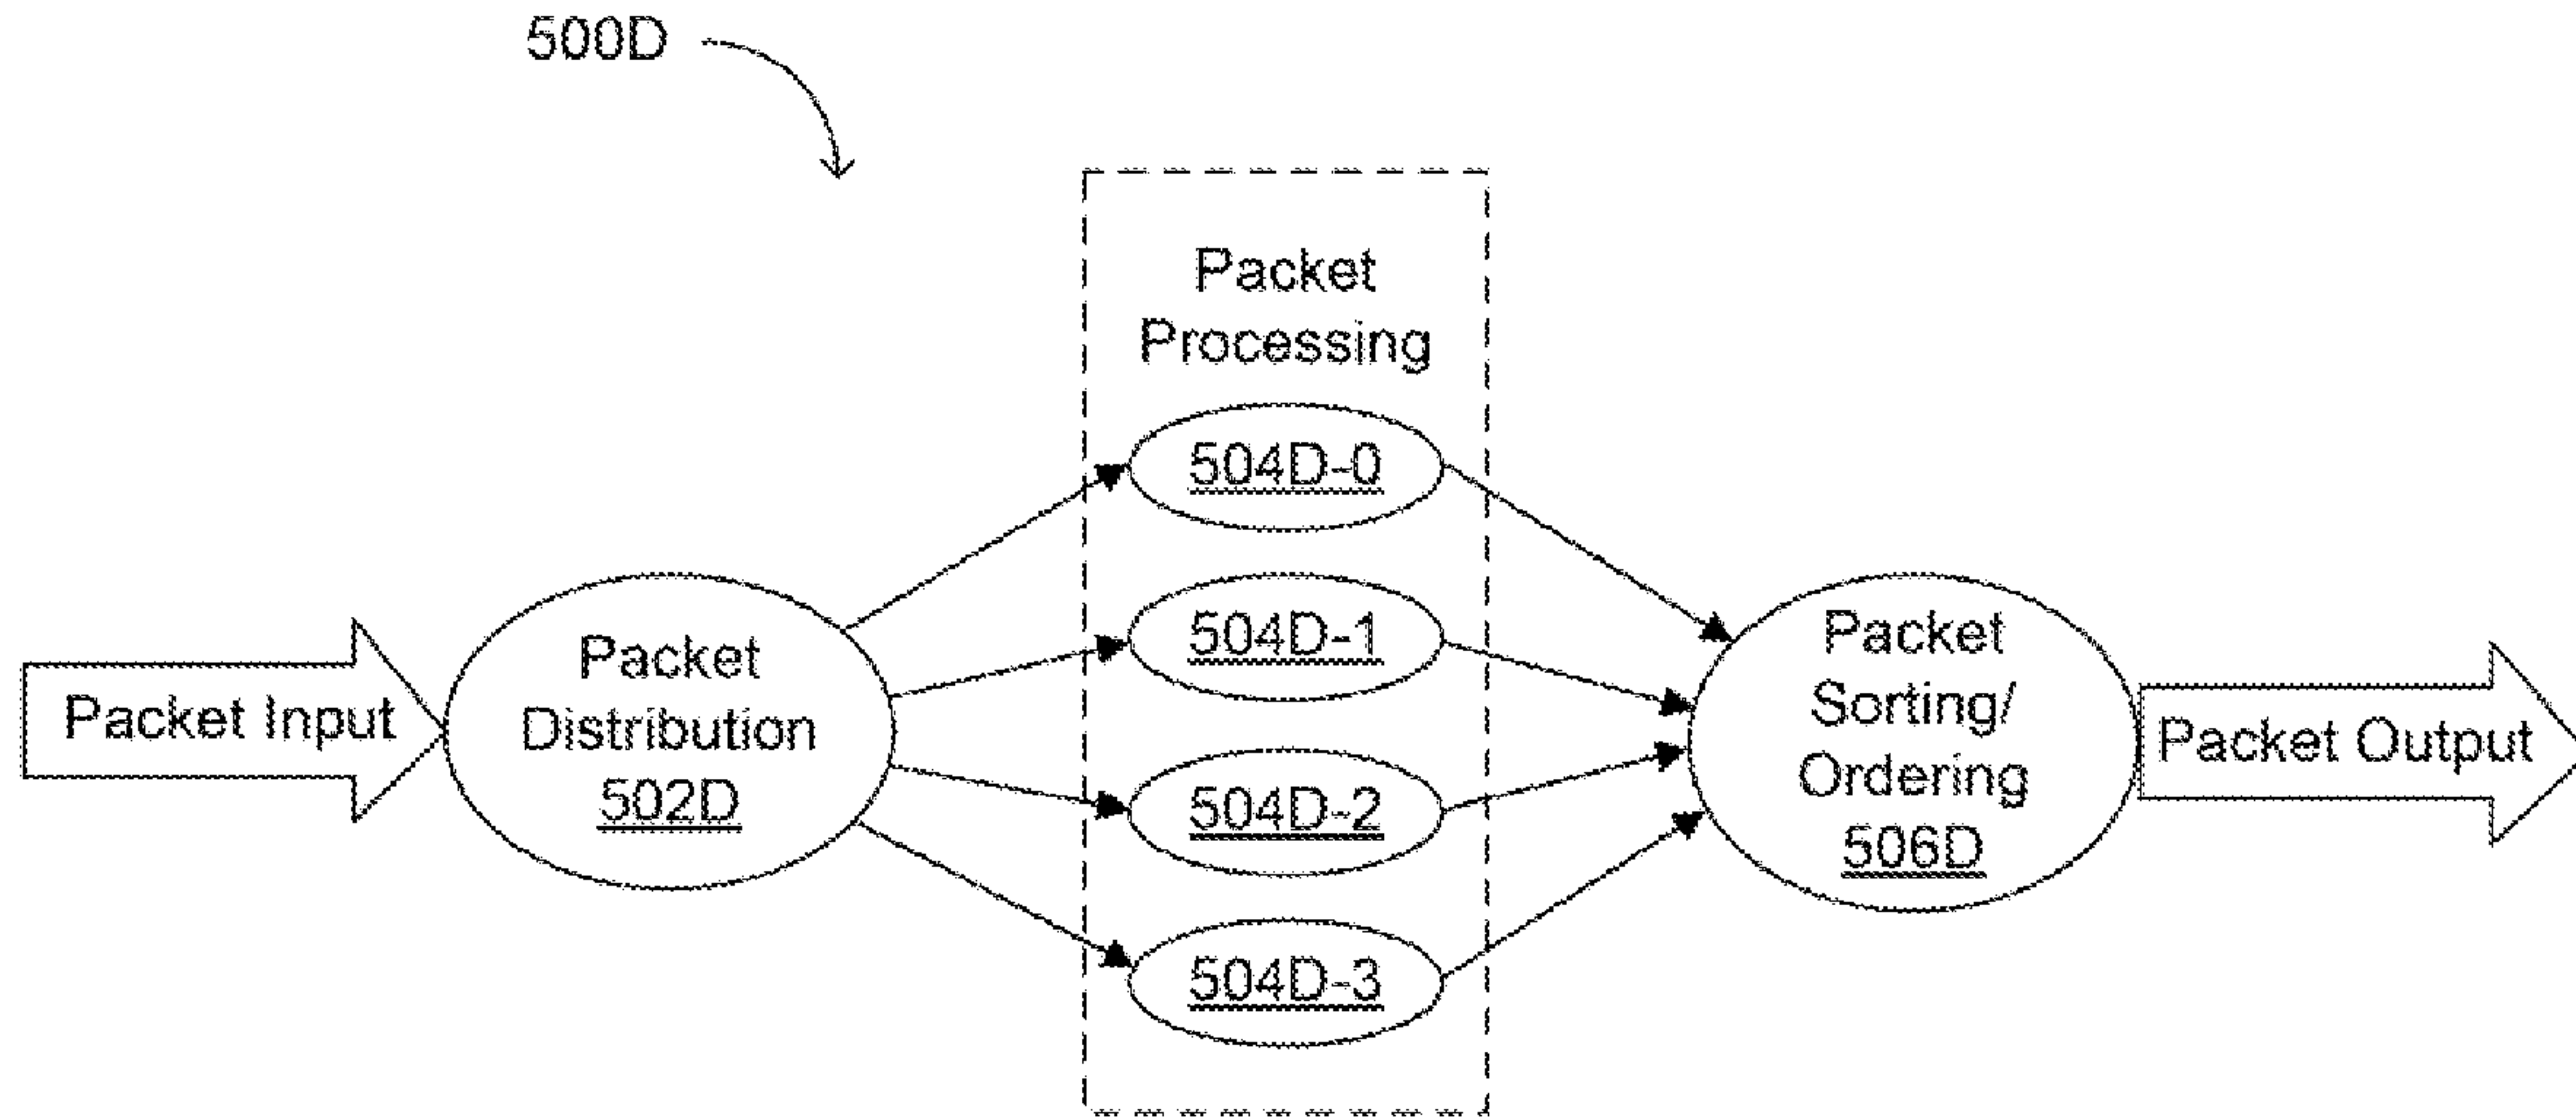 500D
Packet
Processing
504D-0
504D-1
504D-2
504D-3
Packet Input
Packet
Distribution
502D
Packet
Sorting/
Ordering
506D
Packet Output